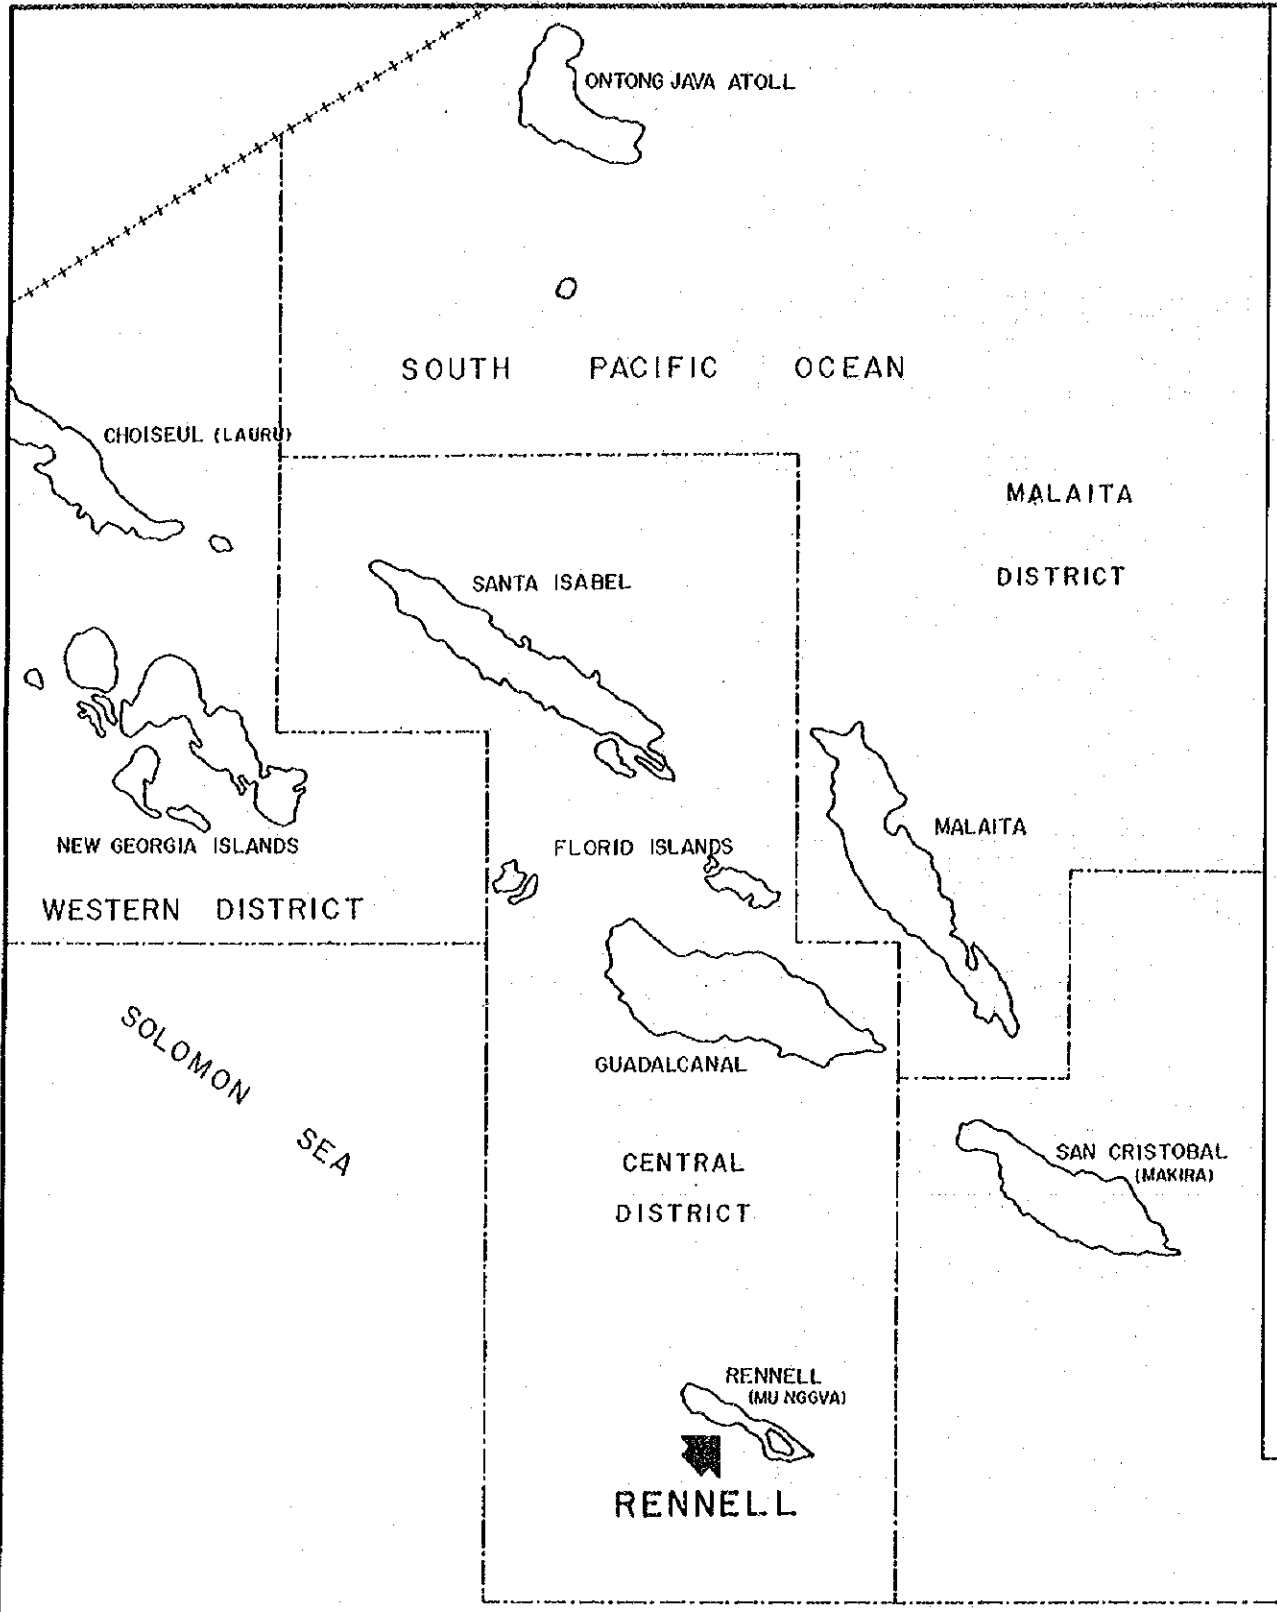 ONTONG JAVA ATOLL
SOUTH PACIFIC OCEAN
CHOISEUL (LAURU)
MALAITA
DISTRICT
SANTA ISABEL
MALAITA
NEW GEORGIA ISLANDS
FLORID ISLANDS
WESTERN DISTRICT
SOLOMON
SEA
GUADALCANAL
CENTRAL
DISTRICT
SAN CRISTOBAL
(MAKIRA)
RENNELL
(MU NGGVA)
RENNELL